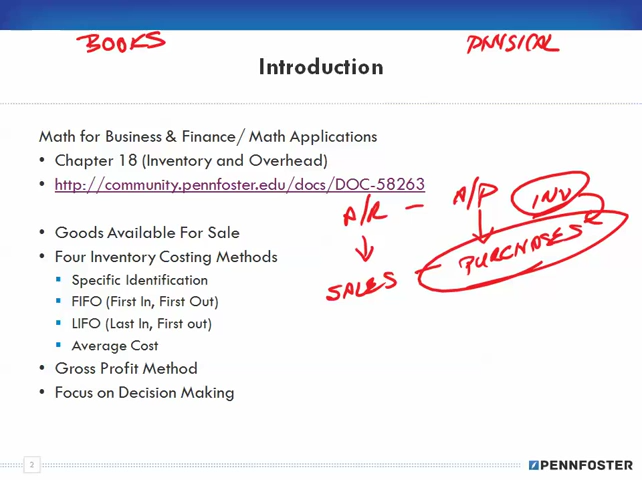 BOOKS PHYSICAL
Introduction
Math for Business & Finance/ Math Applications
• Chapter 18 (Inventory and Overhead)
• http://community.pennfoster.edu/docs/DOC-58263
A/R – A/P INV
• Goods Available For Sale
• Four Inventory Costing Methods
SALES – PURCHASES
▪ Specific Identification
▪ FIFO (First In, First Out)
▪ LIFO (Last In, First out)
▪ Average Cost
• Gross Profit Method
• Focus on Decision Making
2
PENNFOSTER